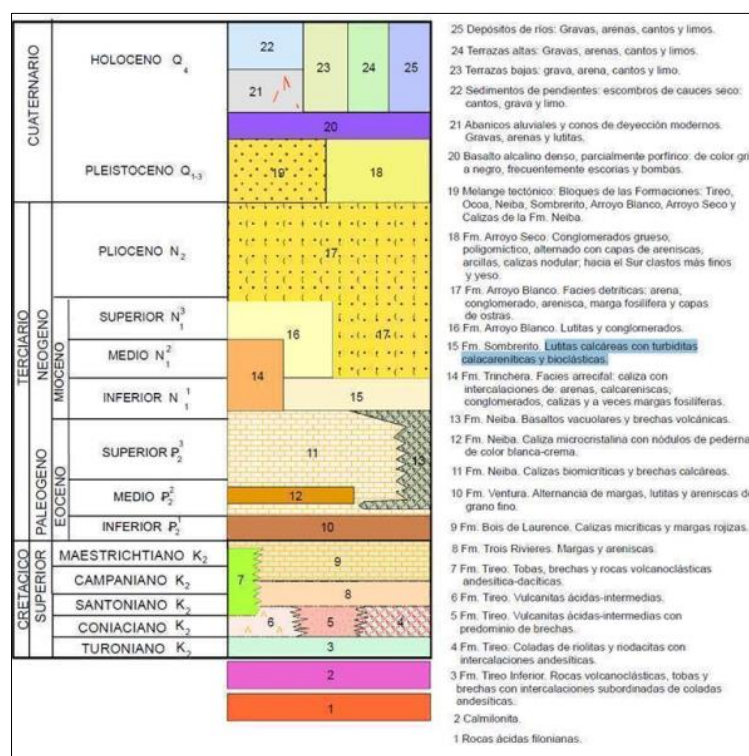 CUATERNARIO
HOLOCENO Q4
PLEISTOCENO Q1-3
TERCIARIO
NEOGENO
PLIOCENO N2
MIOCENO
SUPERIOR N1 3
MEDIO N1 2
INFERIOR N1 1
PALEOGENO
EOCENO
SUPERIOR P2 3
MEDIO P2 2
INFERIOR P2 1
CRETACICO
SUPERIOR
MAESTRICHTIANO K2
CAMPANIANO K2
SANTONIANO K2
CONIACIANO K2
TURONIANO K2
22
23
24
25
21
20
19
18
17
16
17
14
15
11
13
12
10
9
7
8
6
5
4
3
2
1
25 Depósitos de ríos: Gravas, arenas, cantos y limos.
24 Terrazas altas: Gravas, arenas, cantos y limos.
23 Terrazas bajas: grava, arena, cantos y limo.
22 Sedimentos de pendientes: escombros de cauces seco:
cantos, grava y limo.
21 Abanicos aluviales y conos de deyección modernos.
Gravas, arenas y lutitas.
20 Basalto alcalino denso, parcialmente porfírico: de color gri
a negro, frecuentemente escorias y bombas.
19 Melange tectónico: Bloques de las Formaciones: Tireo,
Ocoa, Neiba, Sombrerito, Arroyo Blanco, Arroyo Seco y
Calizas de la Fm. Neiba.
18 Fm. Arroyo Seco. Conglomerados grueso,
poligomíctico, alternado con capas de areniscas,
arcillas, calizas nodular; hacia el Sur clastos más finos
y yeso.
17 Fm. Arroyo Blanco. Facies detríticas: arena,
conglomerado, arenisca, marga fosilífera y capas
de ostras.
16 Fm. Arroyo Blanco. Lutitas y conglomerados.
15 Fm. Sombrerito. Lutitas calcáreas con turbiditas
calacareníticas y bioclásticas.
14 Fm. Trinchera. Facies arrecifal: caliza con
intercalaciones de: arenas, calcareniscas;
conglomerados, calizas y a veces margas fosilíferas.
13 Fm. Neiba. Basaltos vacuolares y brechas volcánicas.
12 Fm. Neiba. Caliza microcristalina con nódulos de pederna
de color blanca-crema.
11 Fm. Neiba. Calizas biomicríticas y brechas calcáreas.
10 Fm. Ventura. Alternancia de margas, lutitas y areniscas de
grano fino.
9 Fm. Bois de Laurence. Calizas micríticas y margas rojizas.
8 Fm. Trois Rivieres. Margas y areniscas.
7 Fm. Tireo. Tobas, brechas y rocas volcanoclásticas
andesítica-dacíticas.
6 Fm. Tireo. Vulcanitas ácidas-intermedias.
5 Fm. Tireo. Vulcanitas ácidas-intermedias con
predominio de brechas.
4 Fm. Tireo. Coladas de riolitas y riodacitas con
intercalaciones andesíticas.
3 Fm. Tireo Inferior. Rocas volcanoclásticas, tobas y
brechas con intercalaciones subordinadas de coladas
andesíticas.
2 Calmilonita.
1 Rocas ácidas filonianas.